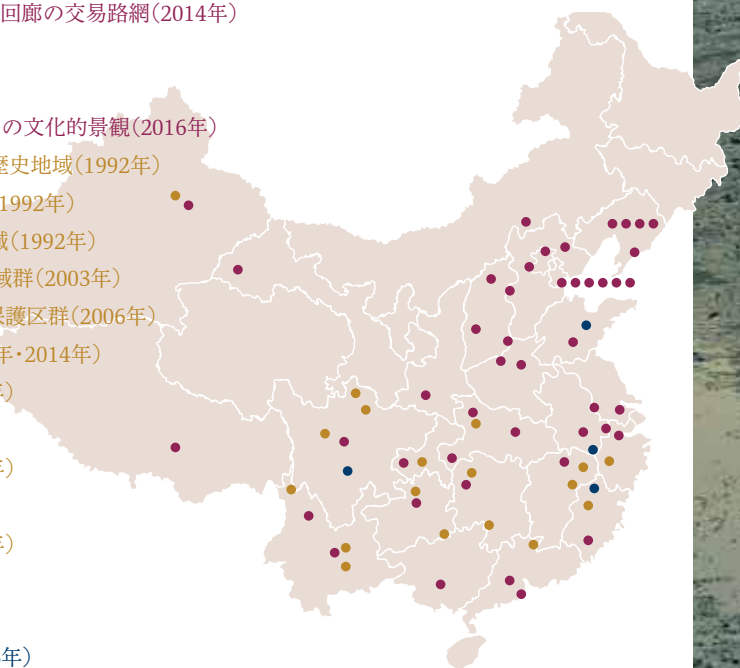 回廊の交易路網(2014年)
の文化的景観(2016年)
歴史地域(1992年)
1992年)
域(1992年)
域群(2003年)
保護区群(2006年)
年・2014年)
年)
年)
年)
年)